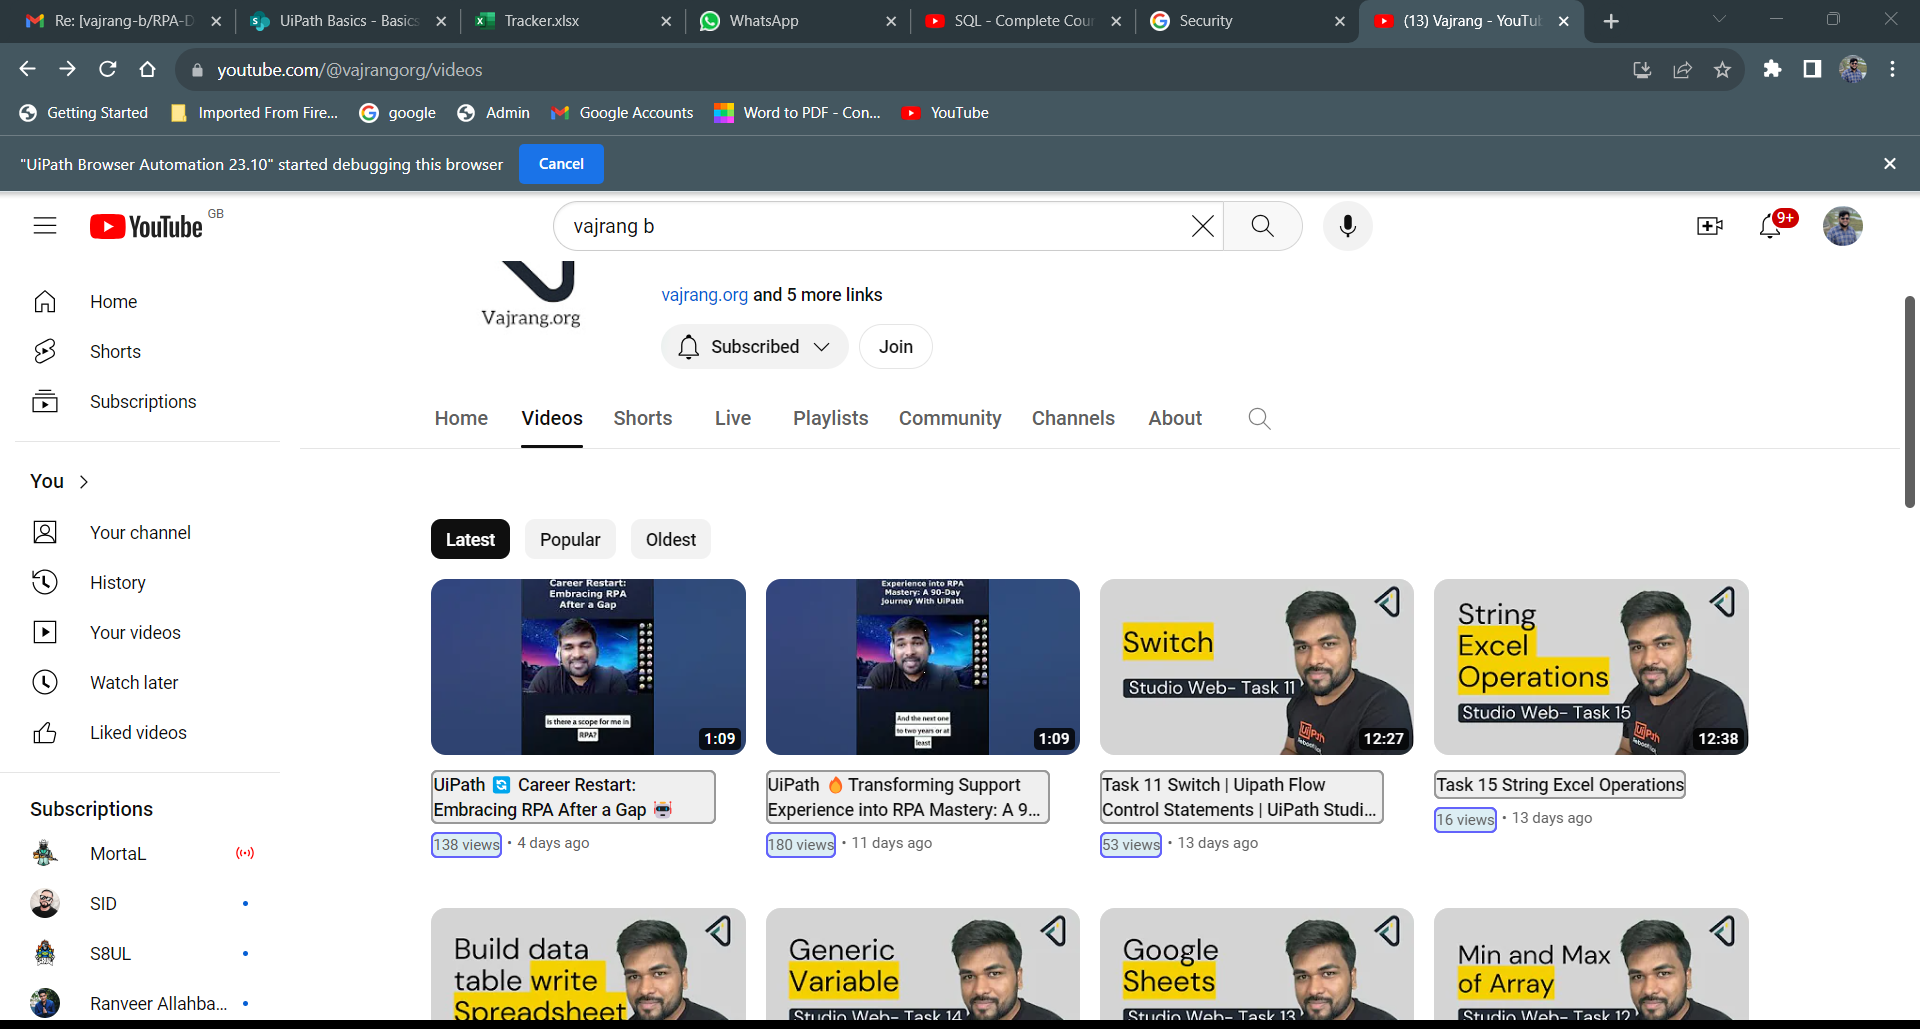 Re: [vajrang-b/RPA-D
UiPath Basics - Basics
Tracker.xlsx
WhatsApp
SQL - Complete Cour
Security
(13) Vajrang - YouTu
youtube.com/@vajrangorg/videos
Getting Started
Imported From Fire...
google
Admin
Google Accounts
Word to PDF - Con...
YouTube
"UiPath Browser Automation 23.10" started debugging this browser
Cancel
YouTube GB
vajrang b
9+
Home
Shorts
Subscriptions
You
Your channel
History
Your videos
Watch later
Liked videos
Subscriptions
MortaL
SID
S8UL
Ranveer Allahba...
Vajrang.org
vajrang.org and 5 more links
Subscribed
Join
Home Videos Shorts Live Playlists Community Channels About
Latest Popular Oldest
Career Restart:
Embracing RPA
After a Gap
Is there a scope for me in
RPA?
1:09
UiPath 🔄 Career Restart:
Embracing RPA After a Gap 🤖
138 views • 4 days ago
Experience into RPA
Mastery: A 90-Day
Journey With UiPath
And the next one
to two years or at
least
1:09
UiPath 🔥 Transforming Support
Experience into RPA Mastery: A 9...
180 views • 11 days ago
Switch
Studio Web- Task 11
UiPath
Reboot
12:27
Task 11 Switch | Uipath Flow
Control Statements | UiPath Studi...
53 views • 13 days ago
String
Excel
Operations
Studio Web- Task 15
UiPath
Reboot
12:38
Task 15 String Excel Operations
16 views • 13 days ago
Build data
table write
Spreadsheet
Generic
Variable
Studio Web- Task 14
Google
Sheets
Studio Web- Task 13
Min and Max
of Array
Studio Web- Task 12